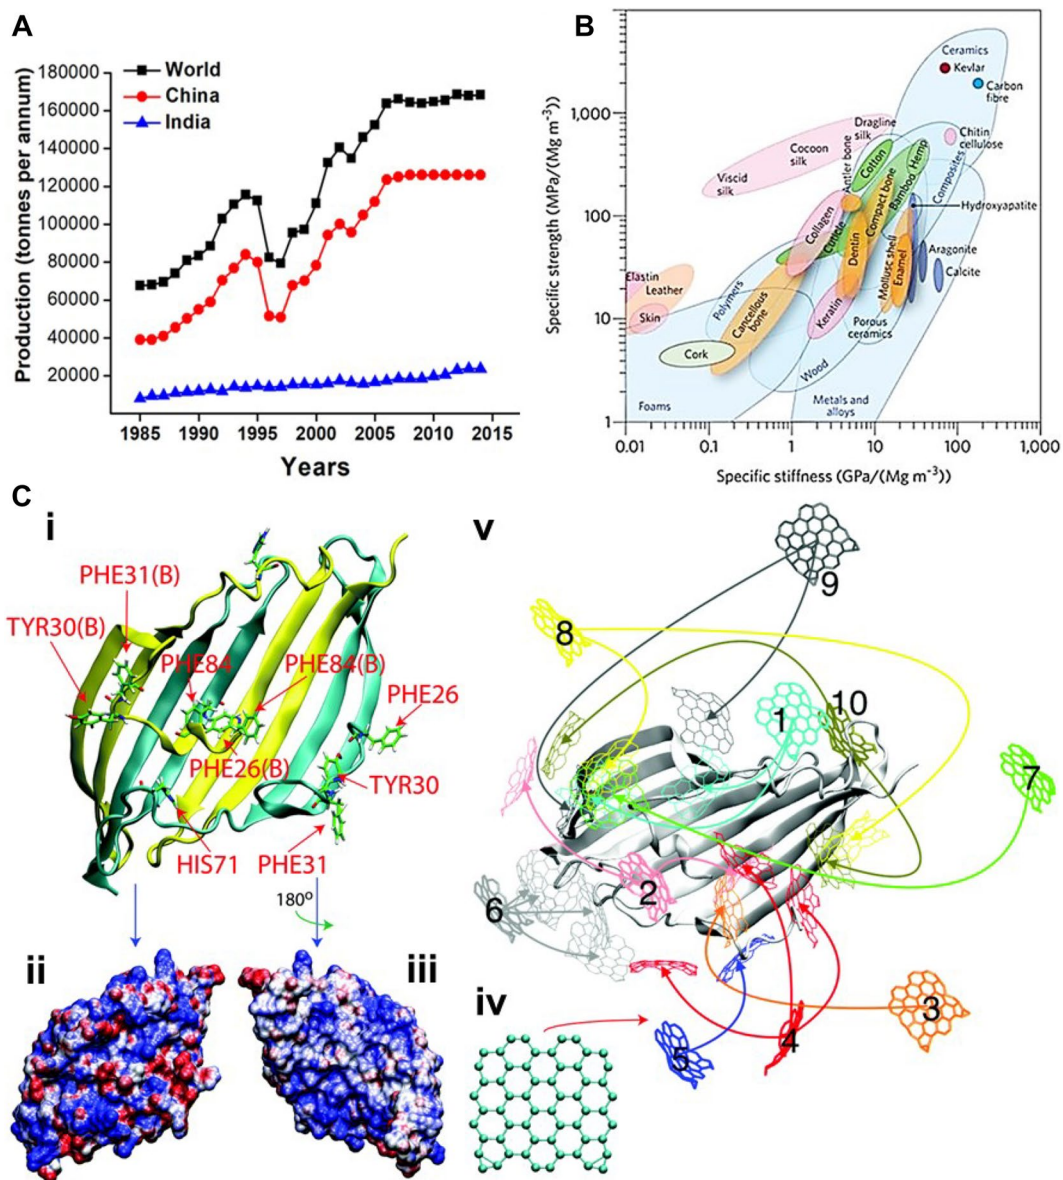 A
World
China
India
Production (tonnes per annum)
180000
160000
140000
120000
100000
80000
60000
40000
20000
1985
1990
1995
2000
2005
2010
2015
Years
B
Specific strength (MPa/(Mg m⁻³)
1,000
100
10
1
0.01
0.1
1
10
100
1,000
Specific stiffness (GPa/(Mg m⁻³))
Ceramics
Kevlar
Carbon
fibre
Dragline
silk
Cocoon
silk
Viscid
silk
Antler bone
Cotton
Hemp
Bamboo
Compact bone
Composites
Chitin
cellulose
Hydroxyapatite
Collagen
Cuticle
Dentin
Mollusc shell
Enamel
Aragonite
Calcite
Elastin
Leather
Skin
Polymers
Cancellous
bone
Keratin
Porous
ceramics
Cork
Wood
Foams
Metals and
alloys
C
i
PHE31(B)
TYR30(B)
PHE84
PHE84(B)
PHE26
PHE26(B)
TYR30
HIS71
PHE31
180°
ii
iii
iv
v
9
8
1
10
7
2
6
3
4
5